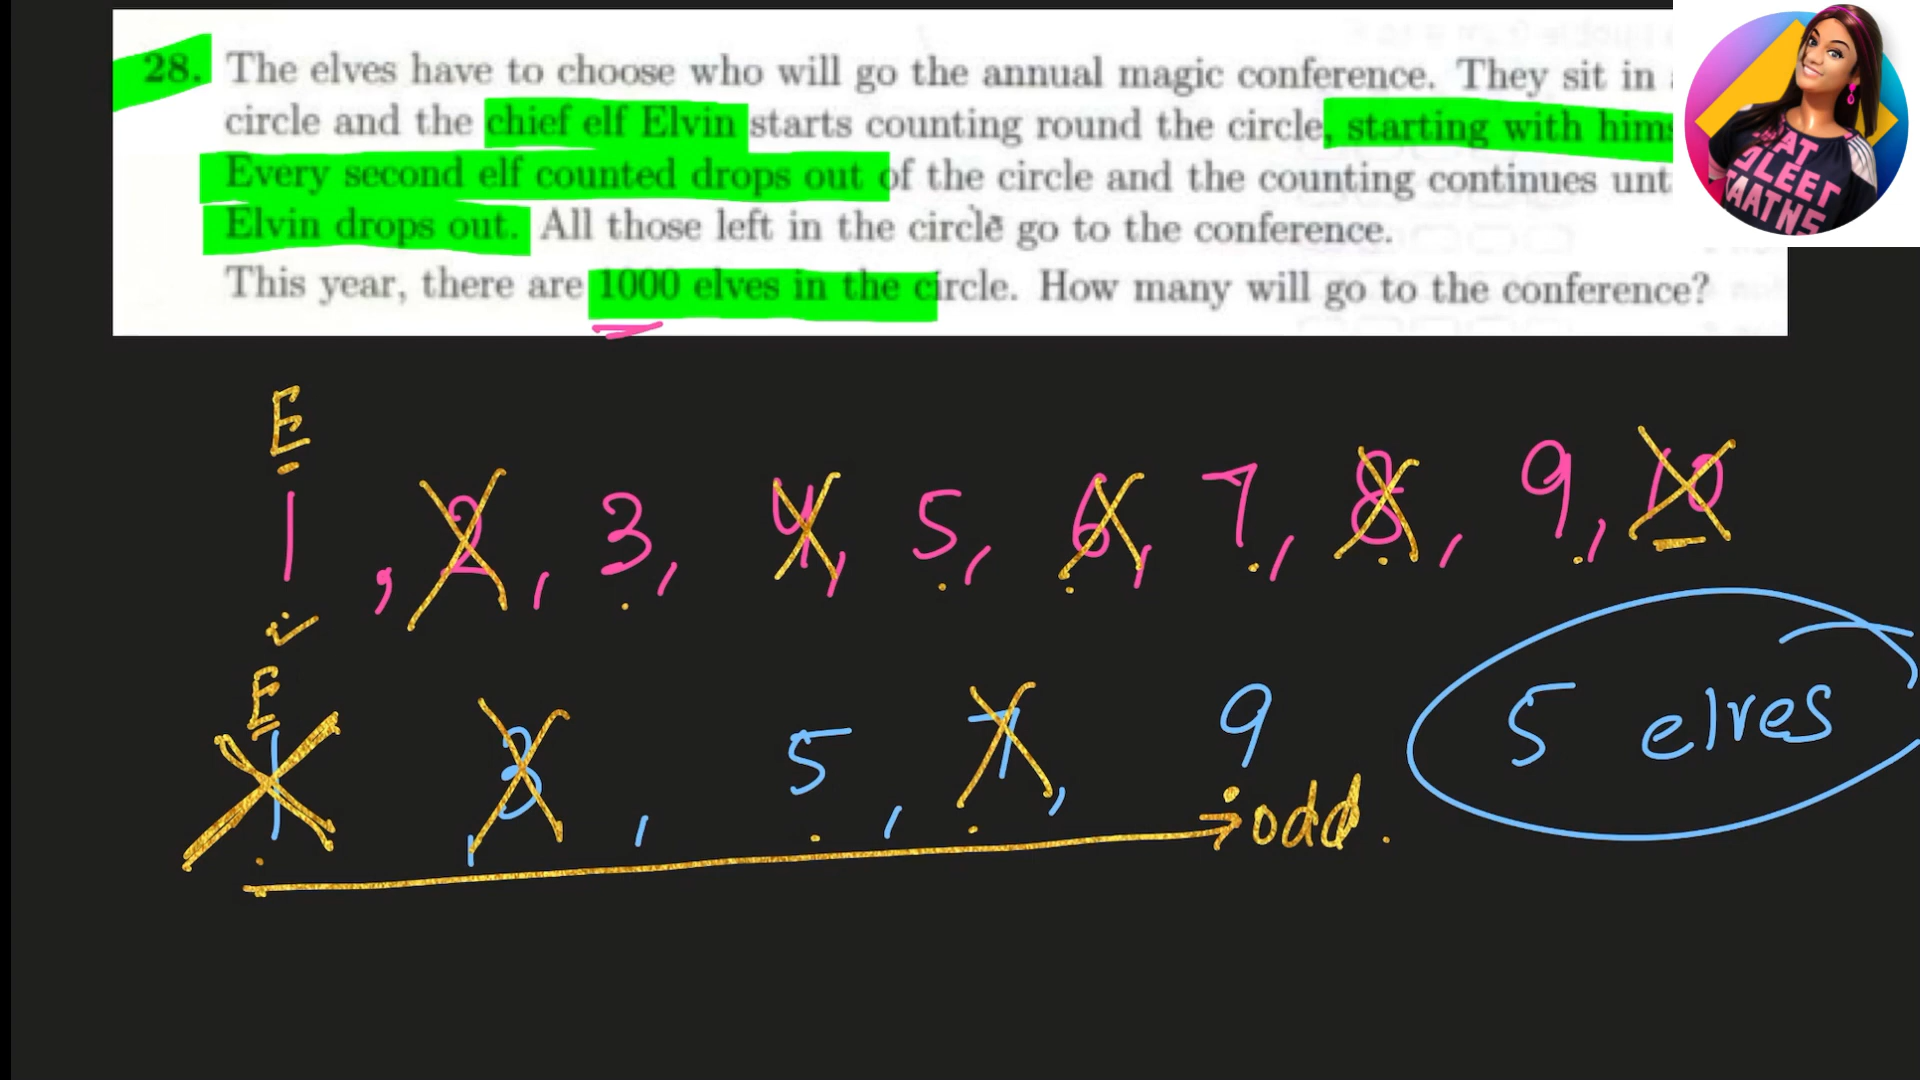 28. The elves have to choose who will go the annual magic conference. They sit in
circle and the chief elf Elvin starts counting round the circle, starting with hims
Every second elf counted drops out of the circle and the counting continues unt
Elvin drops out. All those left in the circle go to the conference.
This year, there are 1000 elves in the circle. How many will go to the conference?
E
1, 2, 3, 4, 5, 6, 7, 8, 9, 10
E
1, 3, 5, 7, 9
5 elves
odd.